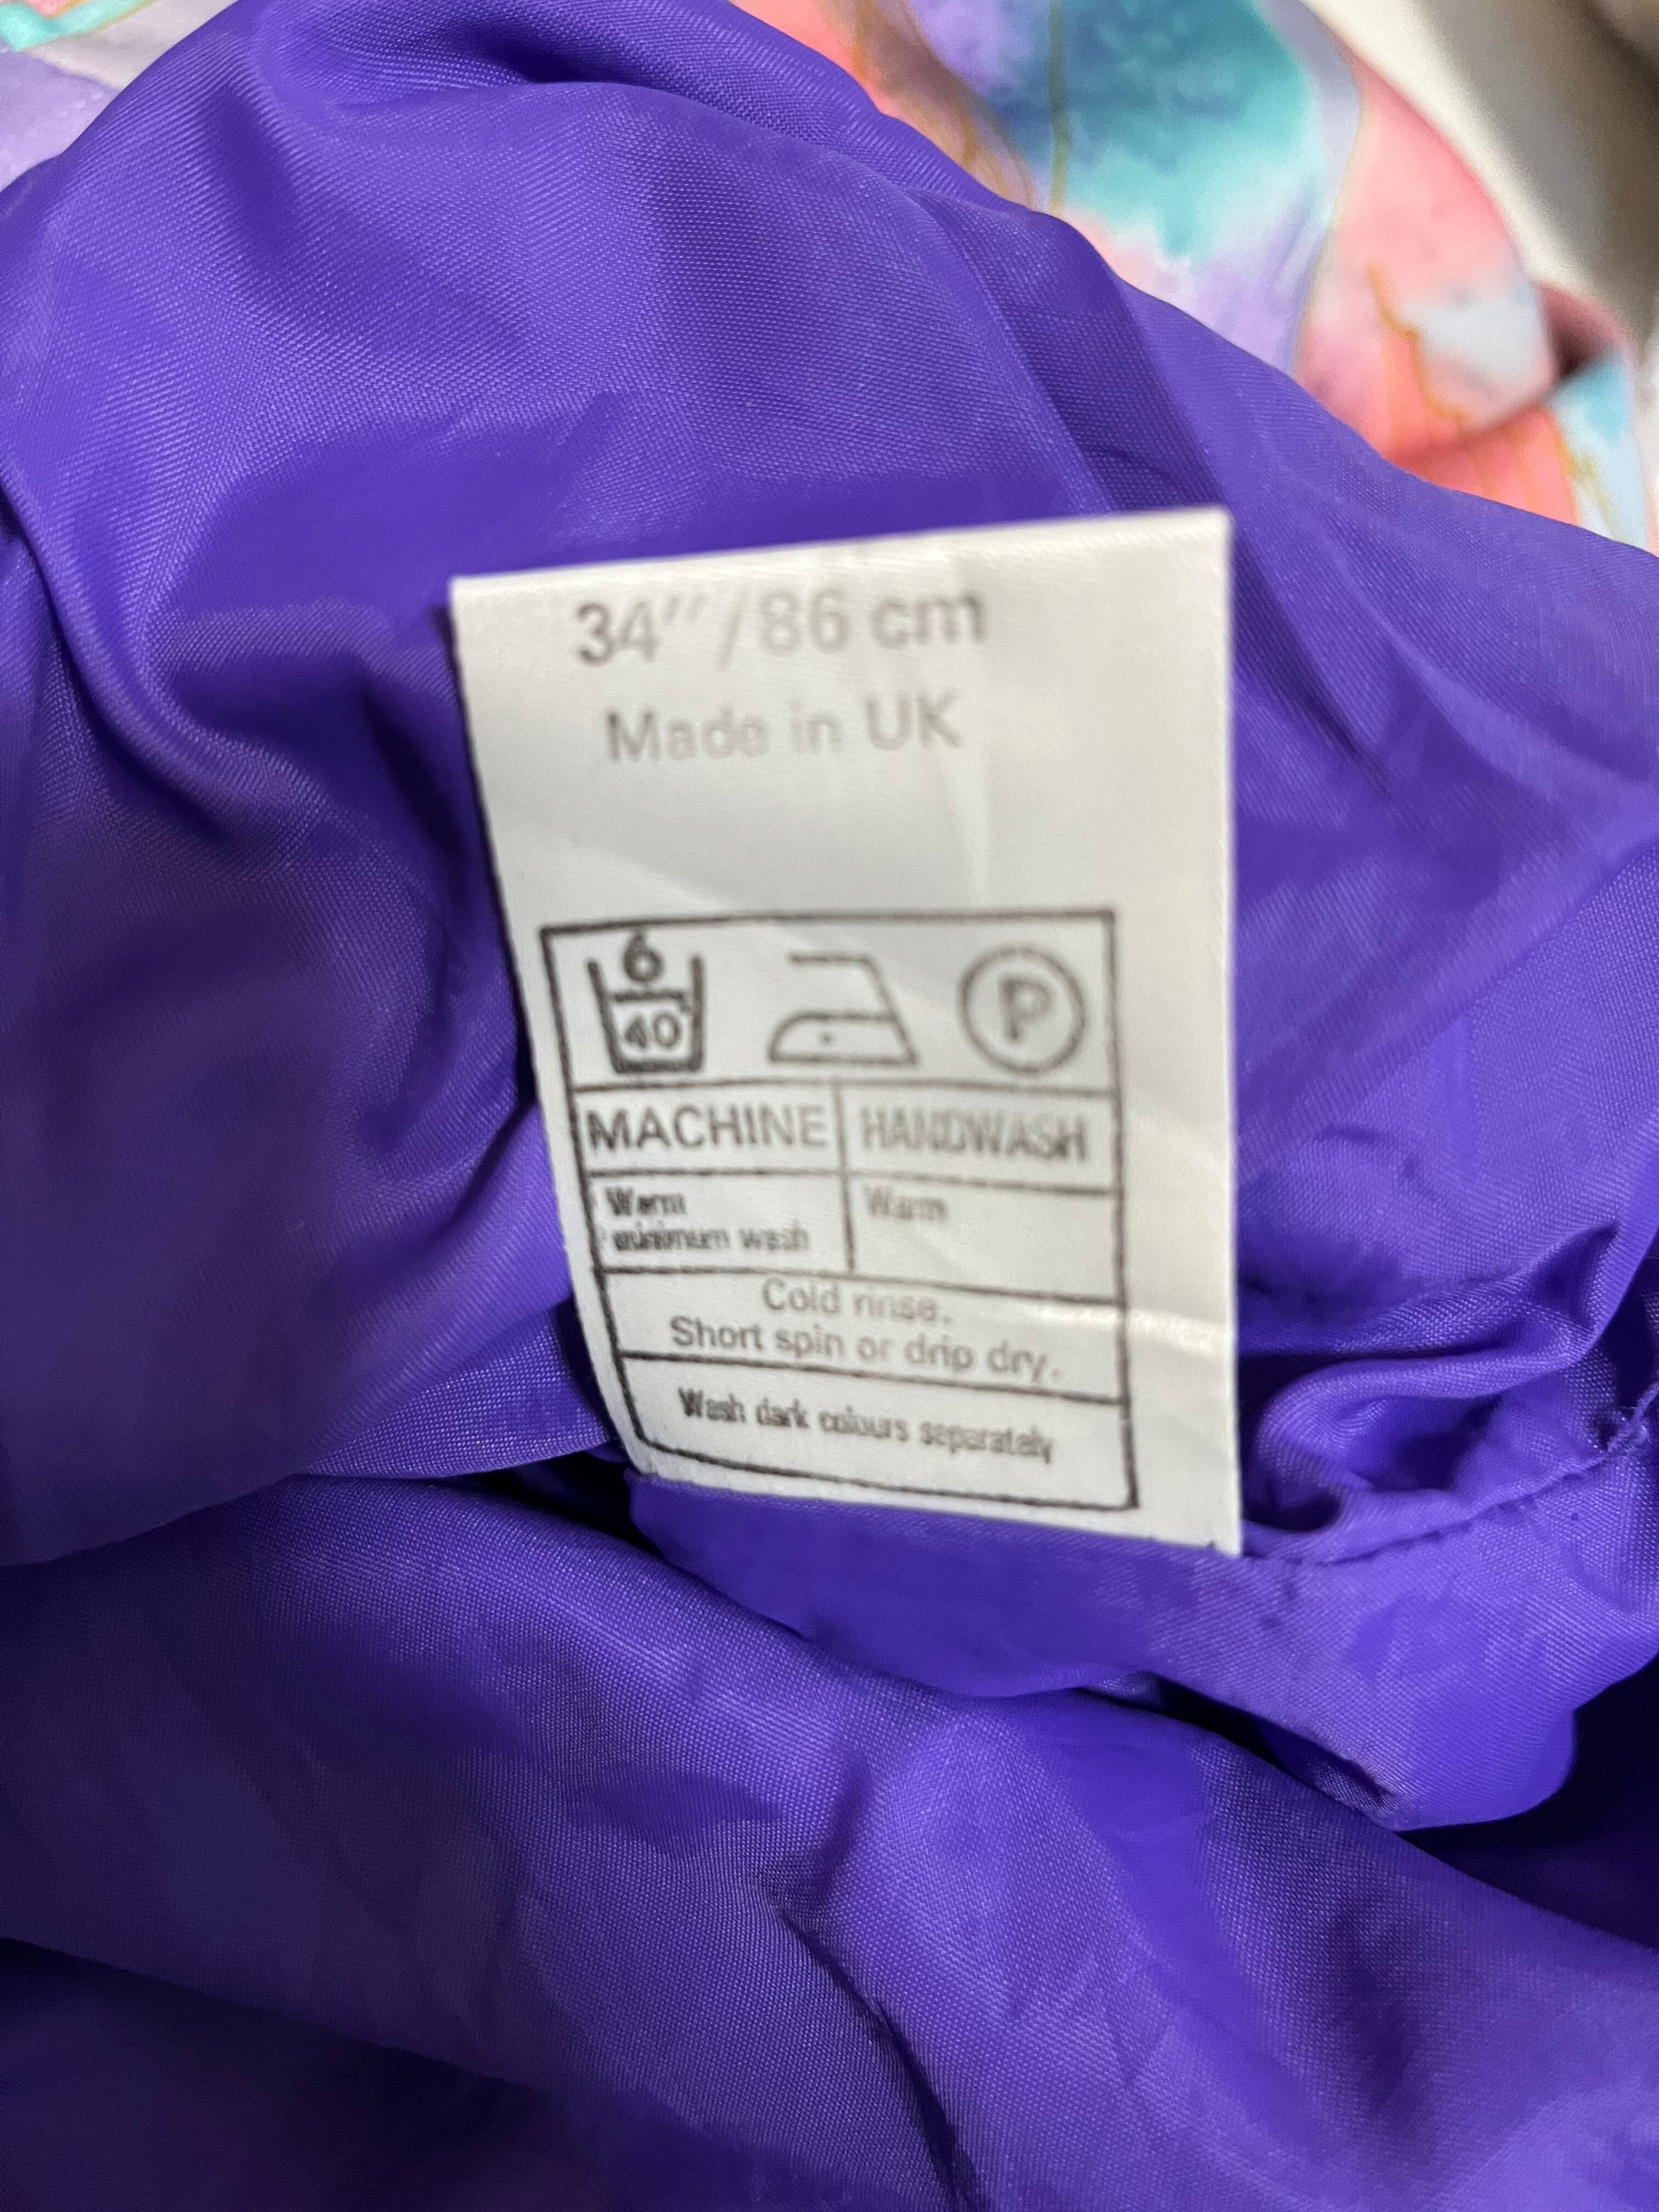 34"/86 cm
Made in UK
6
40
P
MACHINE
HANDWASH
Warm
minimum wash
Warm
Cold rinse.
Short spin or drip dry.
Wash dark colours separately